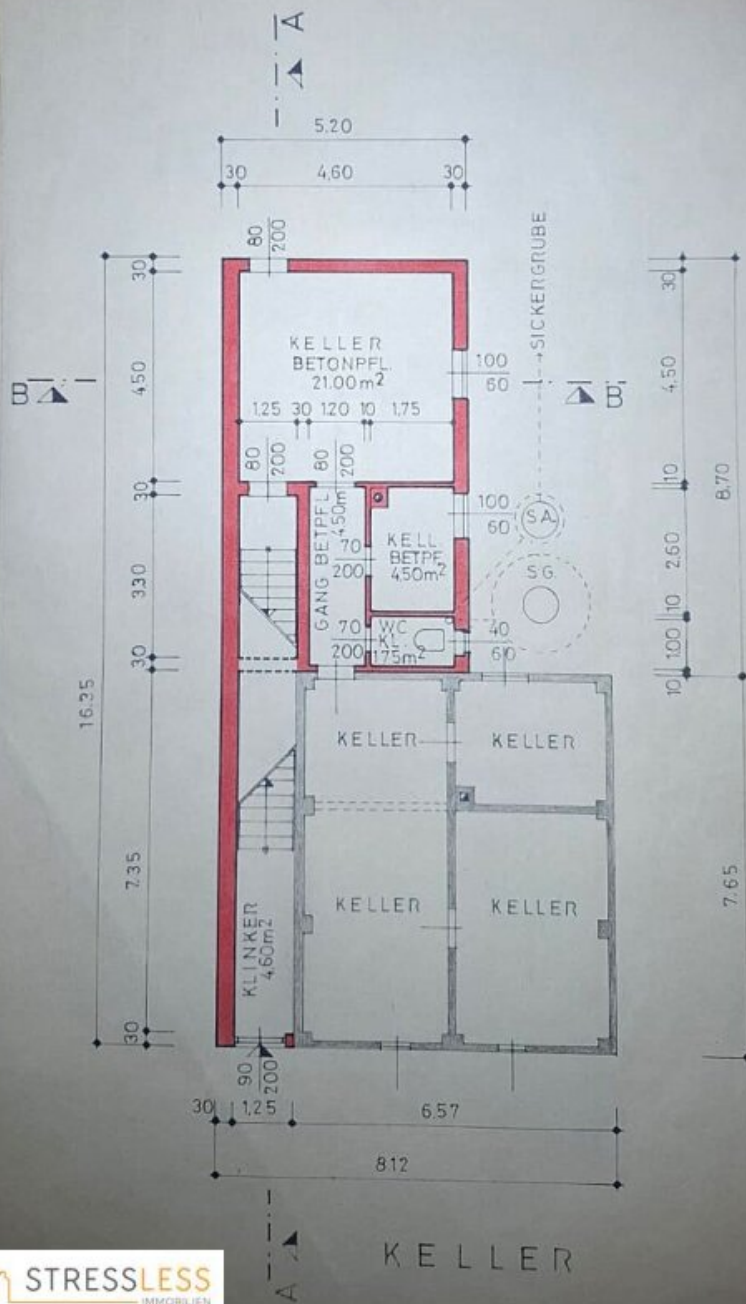 A
5.20
30 4,60 30
80
200
SICKERGRUBE
30
30
KELLER
BETONPFL.
21.00 m²
4.50
4.50
8.70
B
B
100
60
1.25 30 1.20 10 1.75
80
200
80
200
30
10
GANG BETPFL
4.50m²
KELL.
BETPF.
4.50m²
100
60
S.A.
70
200
3.30
2.60
S.G.
WC
KL.
1.75m²
70
200
40
60
10
1.00
30
10
16.35
KELLER
KELLER
7.35
7.65
KELLER
KELLER
KLINKER
4.60m²
30
90
200
30 1,25 6.57
8.12
A
KELLER
STRESSLESS
IMMOBILIEN